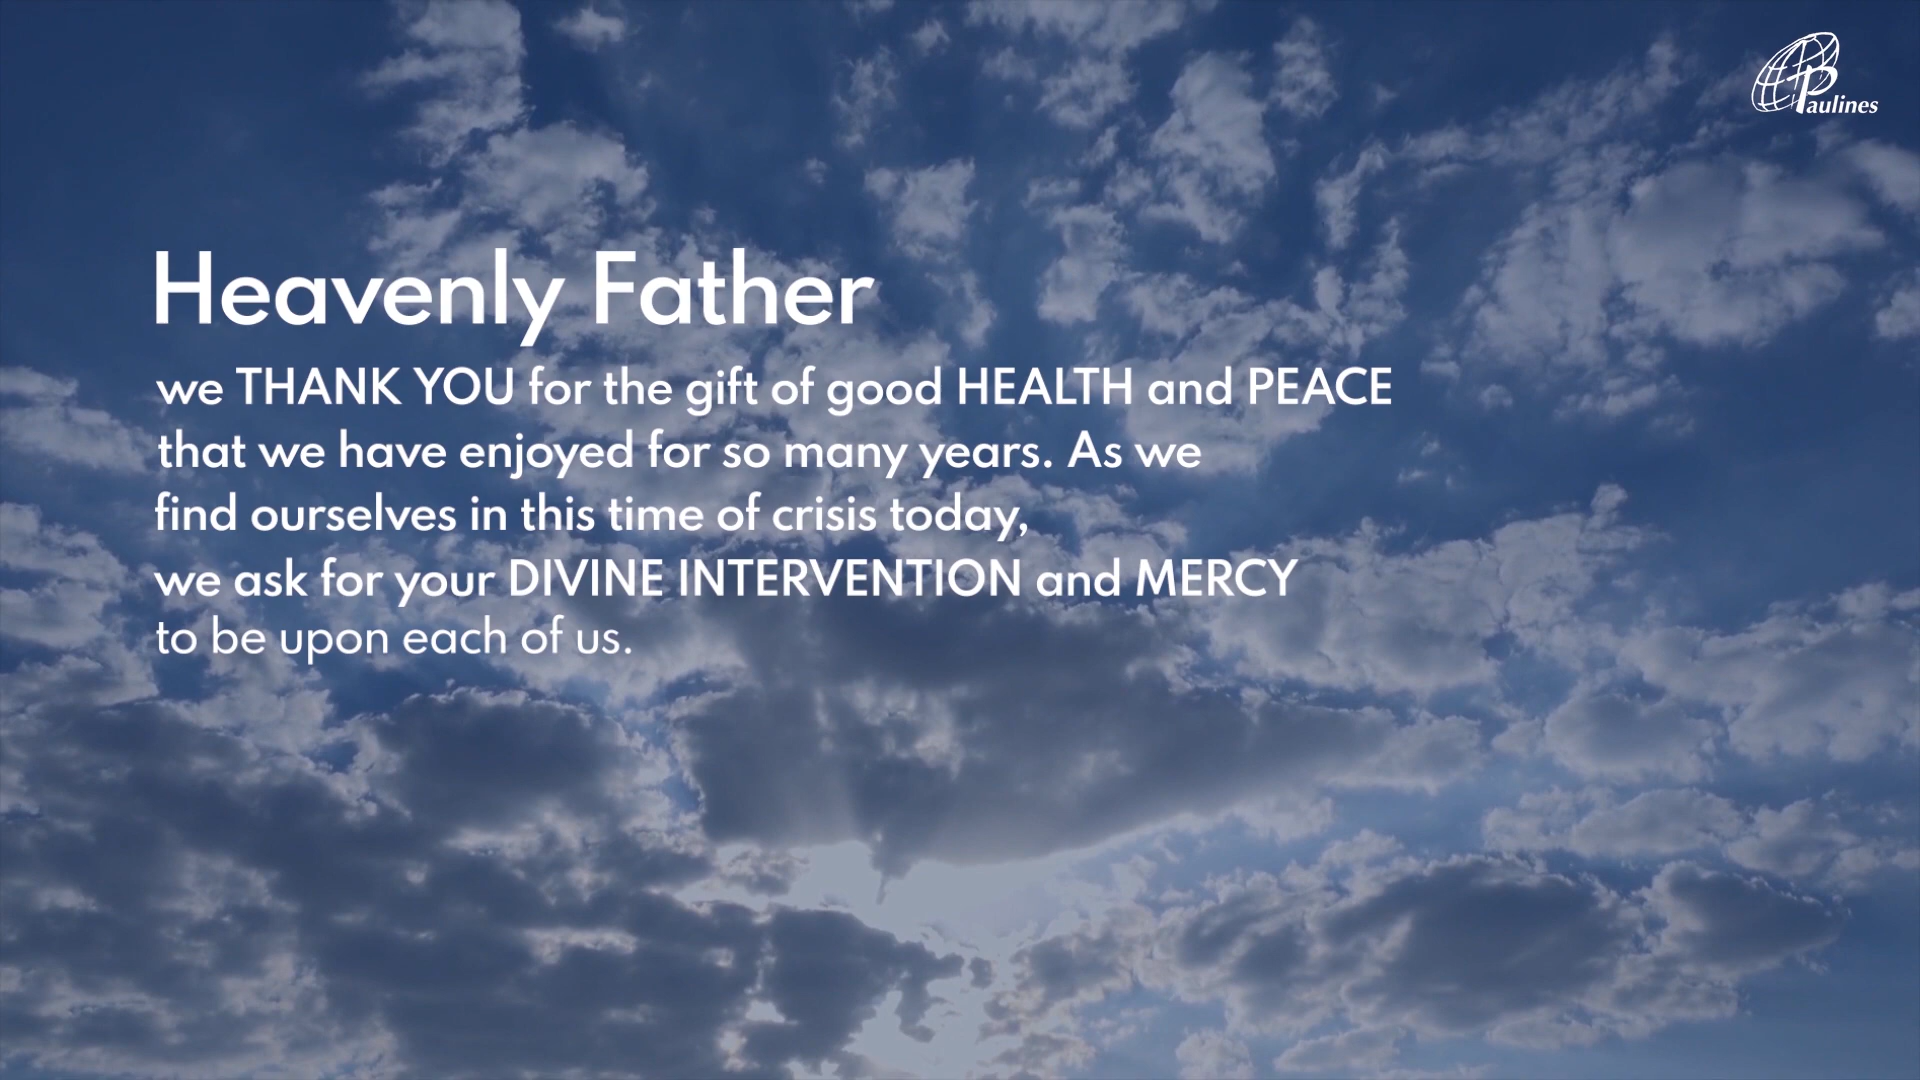 Paulines
Heavenly Father
we THANK YOU for the gift of good HEALTH and PEACE
that we have enjoyed for so many years. As we
find ourselves in this time of crisis today,
we ask for your DIVINE INTERVENTION and MERCY
to be upon each of us.